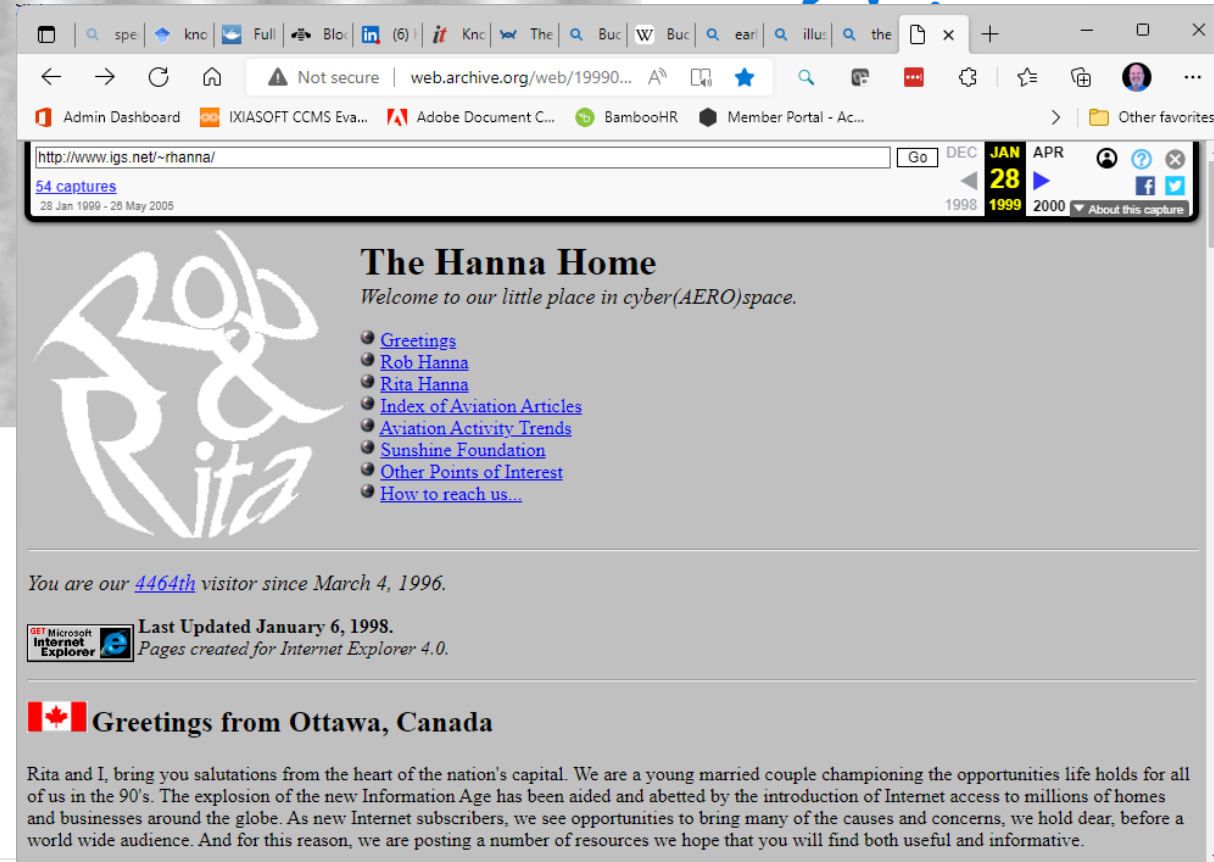 spe kno Full Bloc (6) Knc The Buc Buc earl illus the
Not secure web.archive.org/web/19990...
Admin Dashboard IXIASOFT CCMS Eva... Adobe Document C... BambooHR Member Portal - Ac... Other favorites
http://www.igs.net/~rhanna/ Go DEC JAN APR
54 captures 28
28 Jan 1999 - 26 May 2005 1998 1999 2000 About this capture
Rob & Rita
The Hanna Home
Welcome to our little place in cyber(AERO)space.
Greetings
Rob Hanna
Rita Hanna
Index of Aviation Articles
Aviation Activity Trends
Sunshine Foundation
Other Points of Interest
How to reach us...
You are our 4464th visitor since March 4, 1996.
GET Microsoft Internet Explorer
Last Updated January 6, 1998.
Pages created for Internet Explorer 4.0.
Greetings from Ottawa, Canada
Rita and I, bring you salutations from the heart of the nation's capital. We are a young married couple championing the opportunities life holds for all
of us in the 90's. The explosion of the new Information Age has been aided and abetted by the introduction of Internet access to millions of homes
and businesses around the globe. As new Internet subscribers, we see opportunities to bring many of the causes and concerns, we hold dear, before a
world wide audience. And for this reason, we are posting a number of resources we hope that you will find both useful and informative.